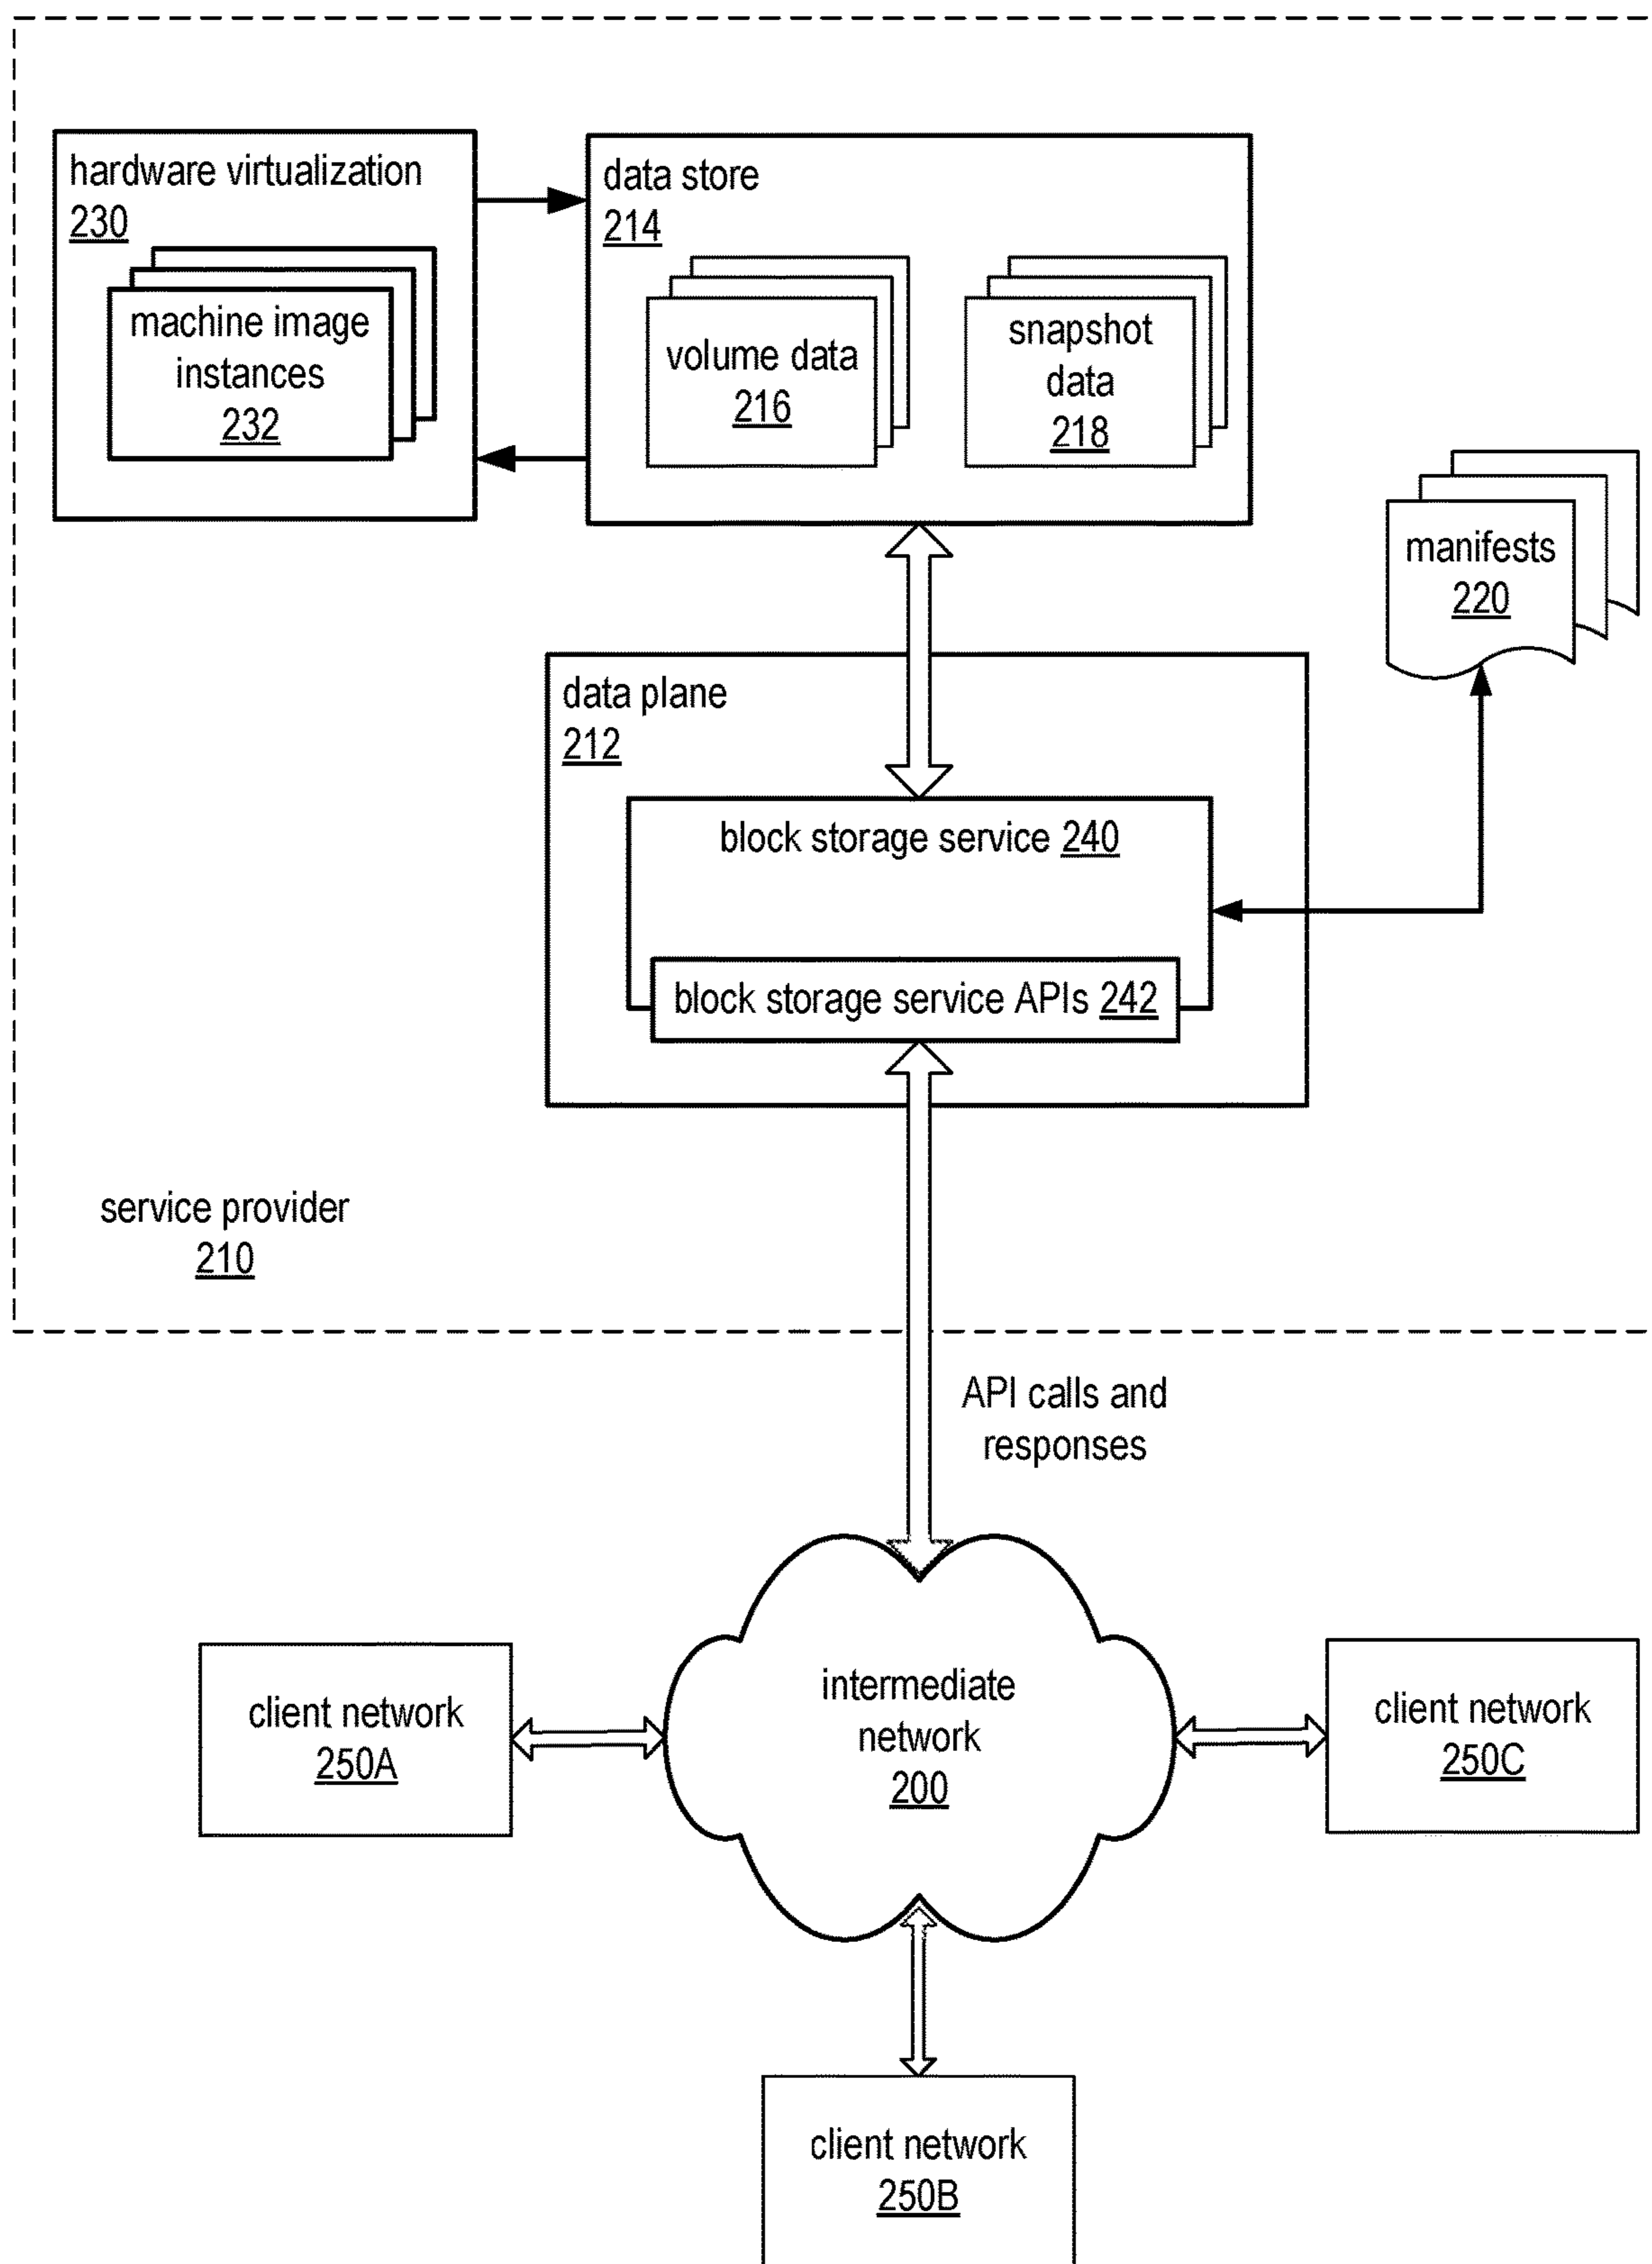 hardware virtualization
230
machine image
instances
232
data store
214
volume data
216
snapshot
data
218
manifests
220
data plane
212
block storage service 240
block storage service APIs 242
service provider
210
API calls and
responses
intermediate
network
200
client network
250A
client network
250C
client network
250B